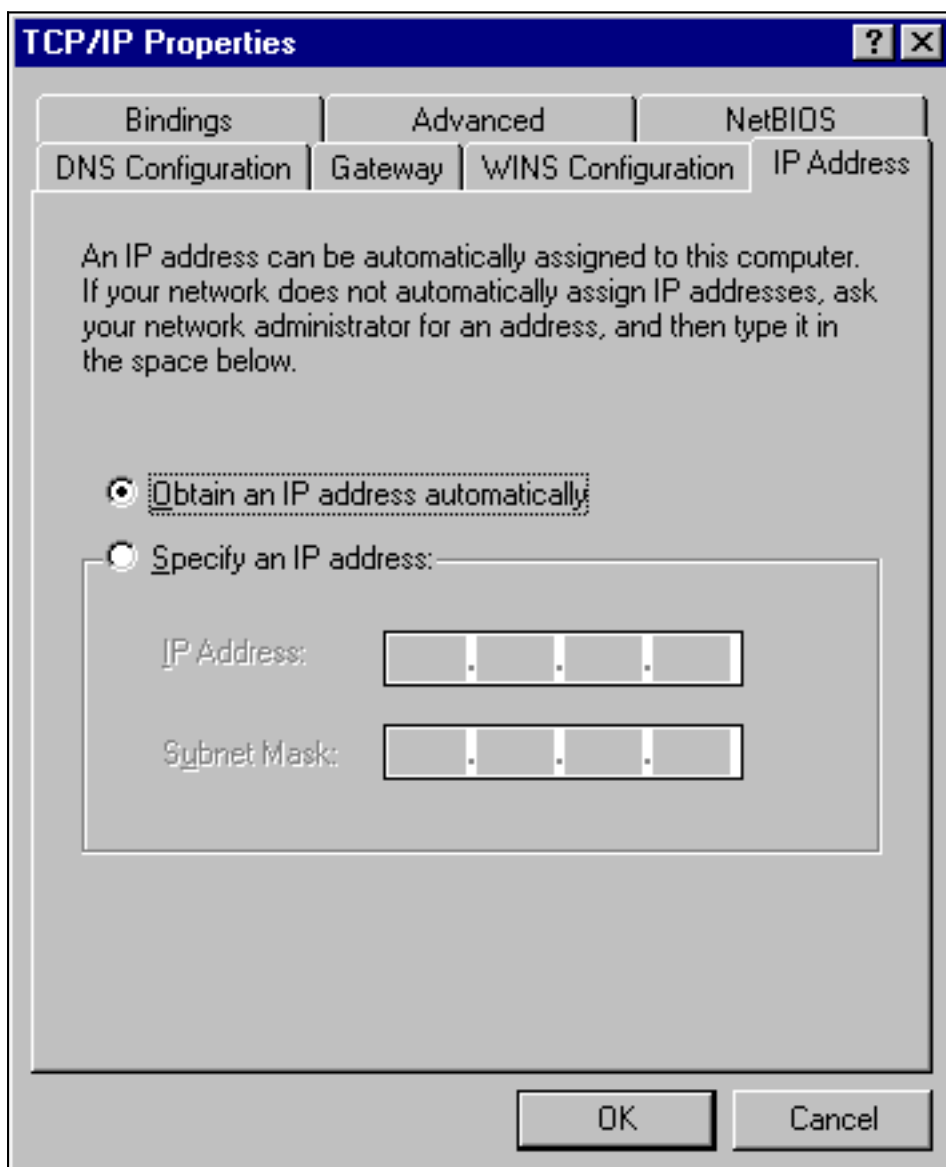 TCP/IP Properties
Bindings Advanced NetBIOS
DNS Configuration Gateway WINS Configuration IP Address
An IP address can be automatically assigned to this computer.
If your network does not automatically assign IP addresses, ask
your network administrator for an address, and then type it in
the space below.
Obtain an IP address automatically
Specify an IP address:
IP Address: . . .
Subnet Mask: . . .
OK Cancel